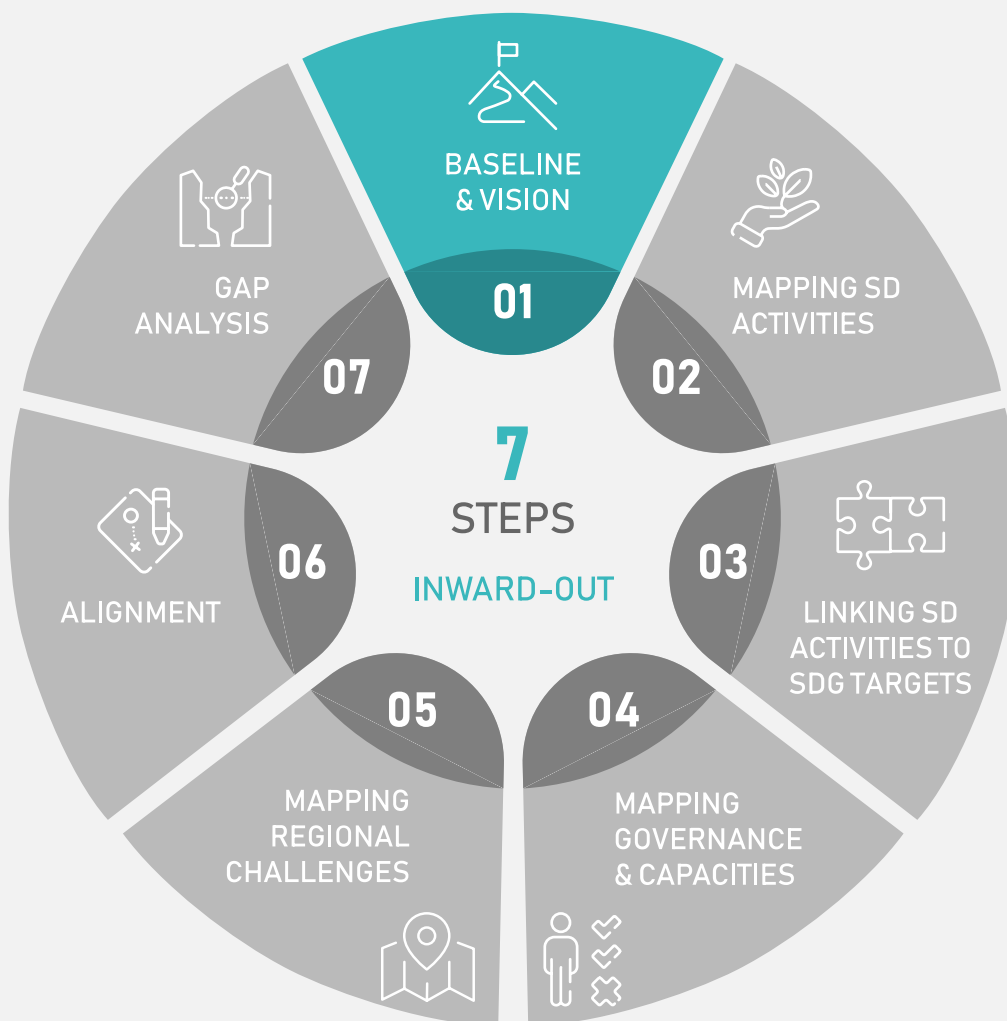 7
STEPS
INWARD-OUT
BASELINE
& VISION
01
MAPPING SD
ACTIVITIES
02
LINKING SD
ACTIVITIES TO
SDG TARGETS
03
MAPPING
GOVERNANCE
& CAPACITIES
04
MAPPING
REGIONAL
CHALLENGES
05
ALIGNMENT
06
GAP
ANALYSIS
07